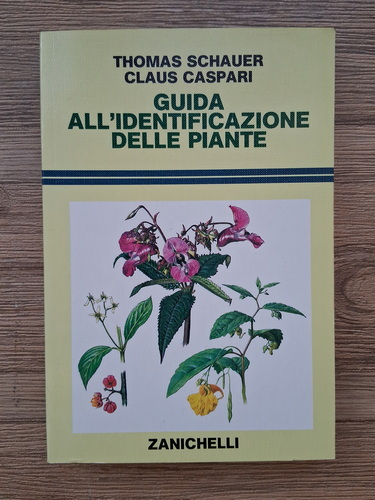 THOMAS SCHAUER
CLAUS CASPARI
GUIDA
ALL'IDENTIFICAZIONE
DELLE PIANTE
ZANICHELLI